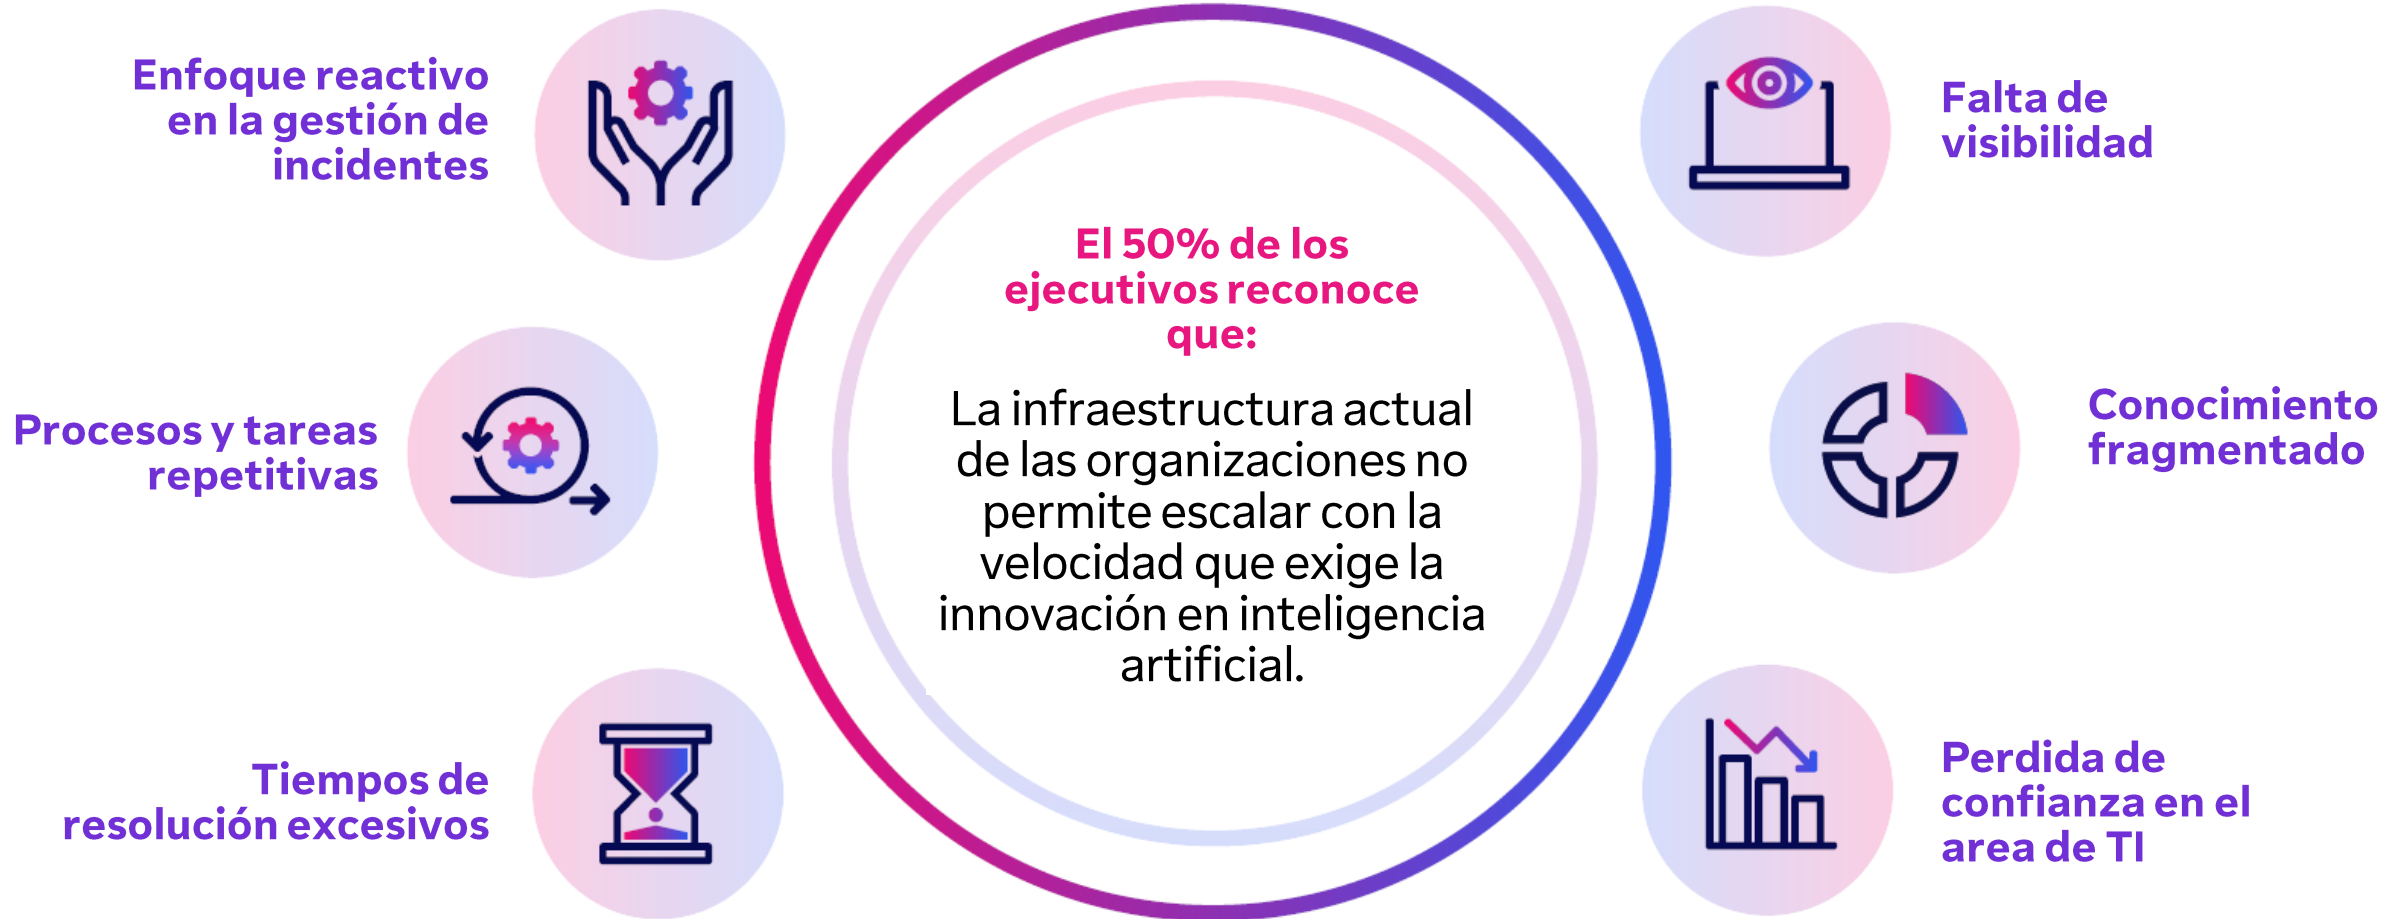 Enfoque reactivo
en la gestión de
incidentes
Procesos y tareas
repetitivas
Tiempos de
resolución excesivos
El 50% de los
ejecutivos reconoce
que:
La infraestructura actual
de las organizaciones no
permite escalar con la
velocidad que exige la
innovación en inteligencia
artificial.
Falta de
visibilidad
Conocimiento
fragmentado
Perdida de
confianza en el
area de TI